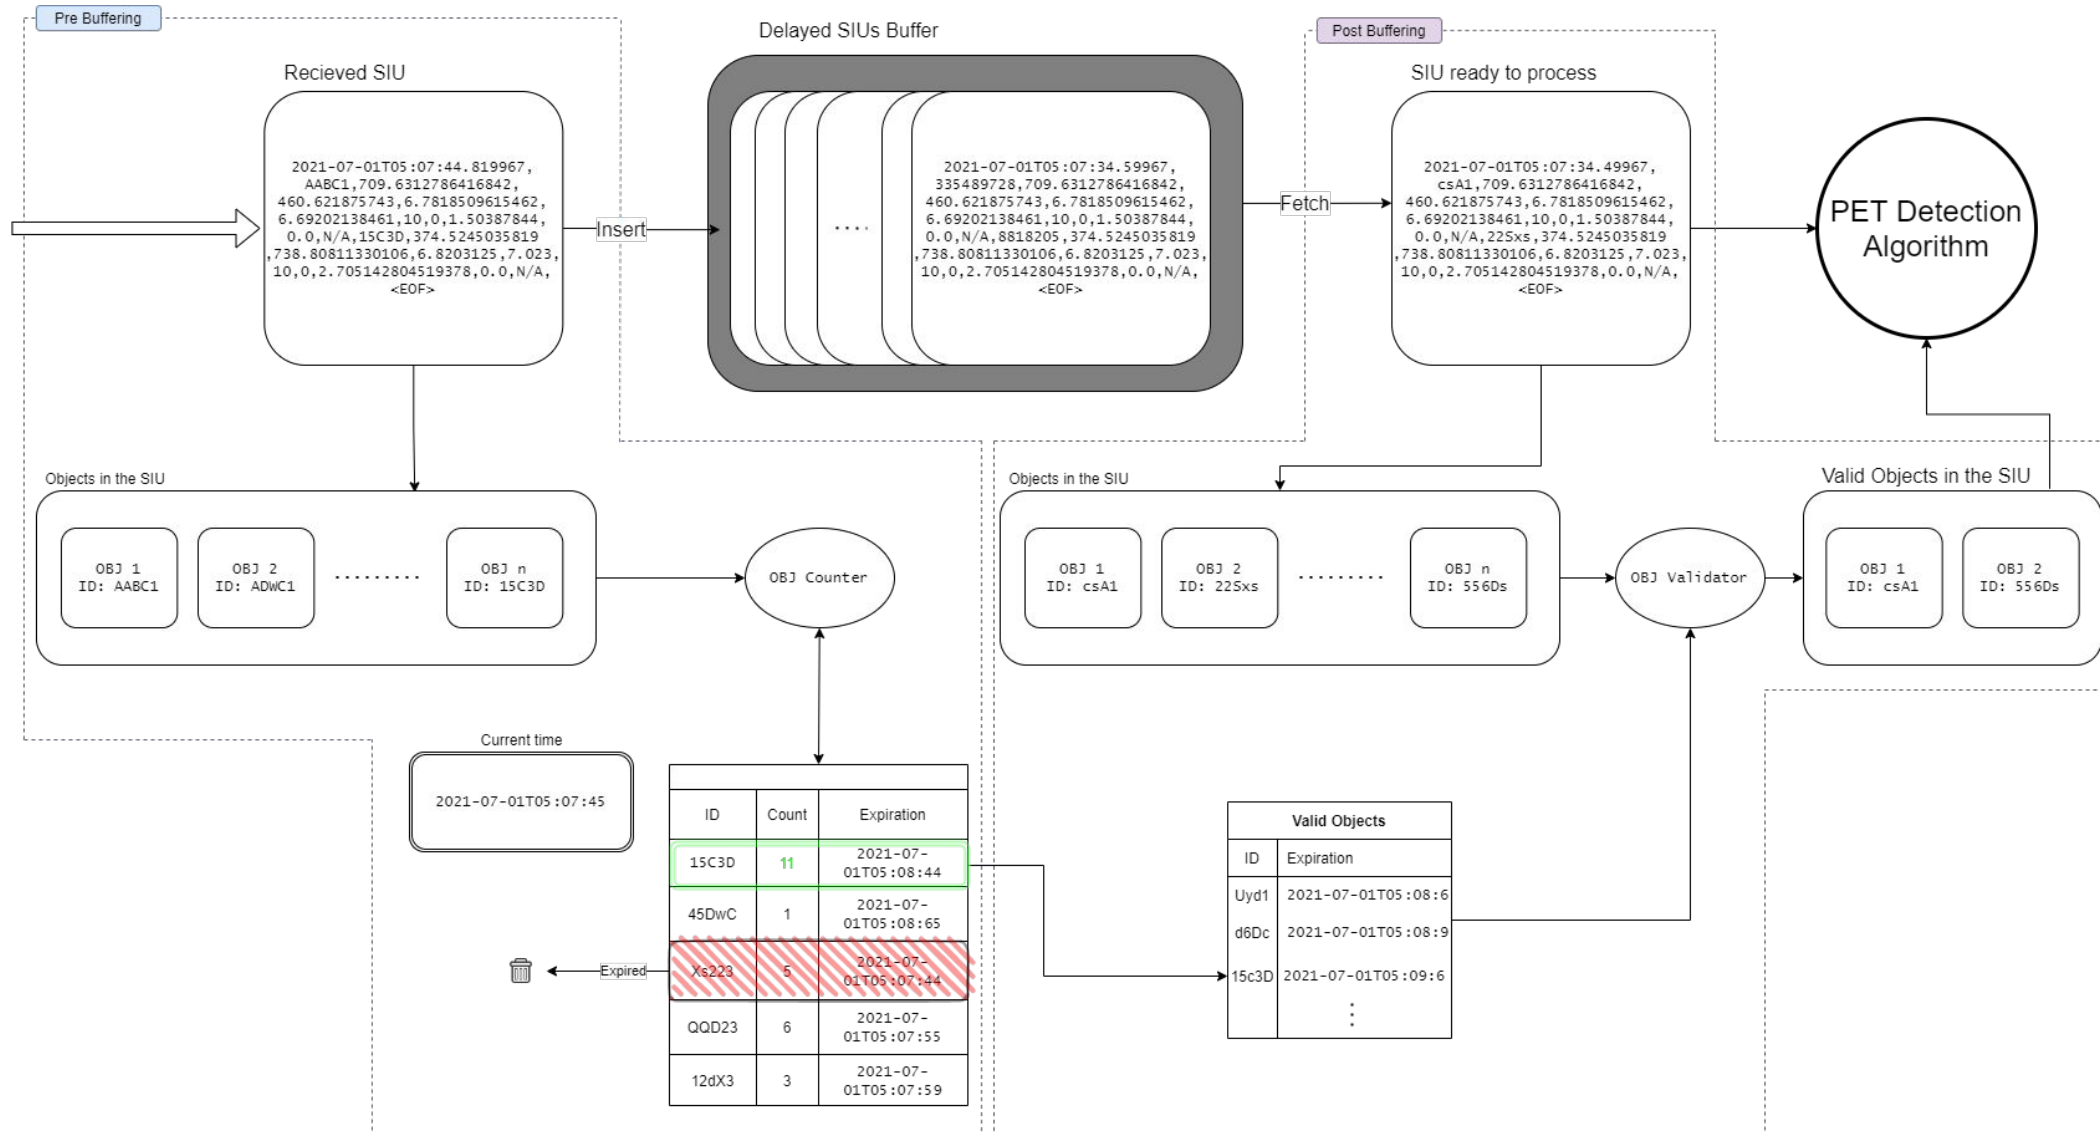 Pre Buffering
Recieved SIU
2021-07-01T05:07:44.819967,
AABC1,709.6312786416842,
460.621875743,6.7818509615462,
6.69202138461,10,0,1.50387844,
0.0,N/A,15C3D,374.5245035819
,738.80811330106,6.8203125,7.023,
10,0,2.705142804519378,0.0,N/A,
<EOF>
Insert
Delayed SIUs Buffer
....
2021-07-01T05:07:34.59967,
335489728,709.6312786416842,
460.621875743,6.7818509615462,
6.69202138461,10,0,1.50387844,
0.0,N/A,8818205,374.5245035819
,738.80811330106,6.8203125,7.023,
10,0,2.705142804519378,0.0,N/A,
<EOF>
Fetch
Post Buffering
SIU ready to process
2021-07-01T05:07:34.49967,
csA1,709.6312786416842,
460.621875743,6.7818509615462,
6.69202138461,10,0,1.50387844,
0.0,N/A,22Sxs,374.5245035819
,738.80811330106,6.8203125,7.023,
10,0,2.705142804519378,0.0,N/A,
<EOF>
PET Detection
Algorithm
Objects in the SIU
OBJ 1
ID: AABC1
OBJ 2
ID: ADWC1
.........
OBJ n
ID: 15C3D
OBJ Counter
Objects in the SIU
OBJ 1
ID: csA1
OBJ 2
ID: 22Sxs
.........
OBJ n
ID: 556Ds
OBJ Validator
Valid Objects in the SIU
OBJ 1
ID: csA1
OBJ 2
ID: 556Ds
Current time
2021-07-01T05:07:45
ID Count Expiration
15C3D 11 2021-07-
01T05:08:44
45DwC 1 2021-07-
01T05:08:65
Xs223 5 2021-07-
01T05:07:44
Expired
QQD23 6 2021-07-
01T05:07:55
12dX3 3 2021-07-
01T05:07:59
Valid Objects
ID Expiration
Uyd1 2021-07-01T05:08:6
d6Dc 2021-07-01T05:08:9
15c3D 2021-07-01T05:09:6